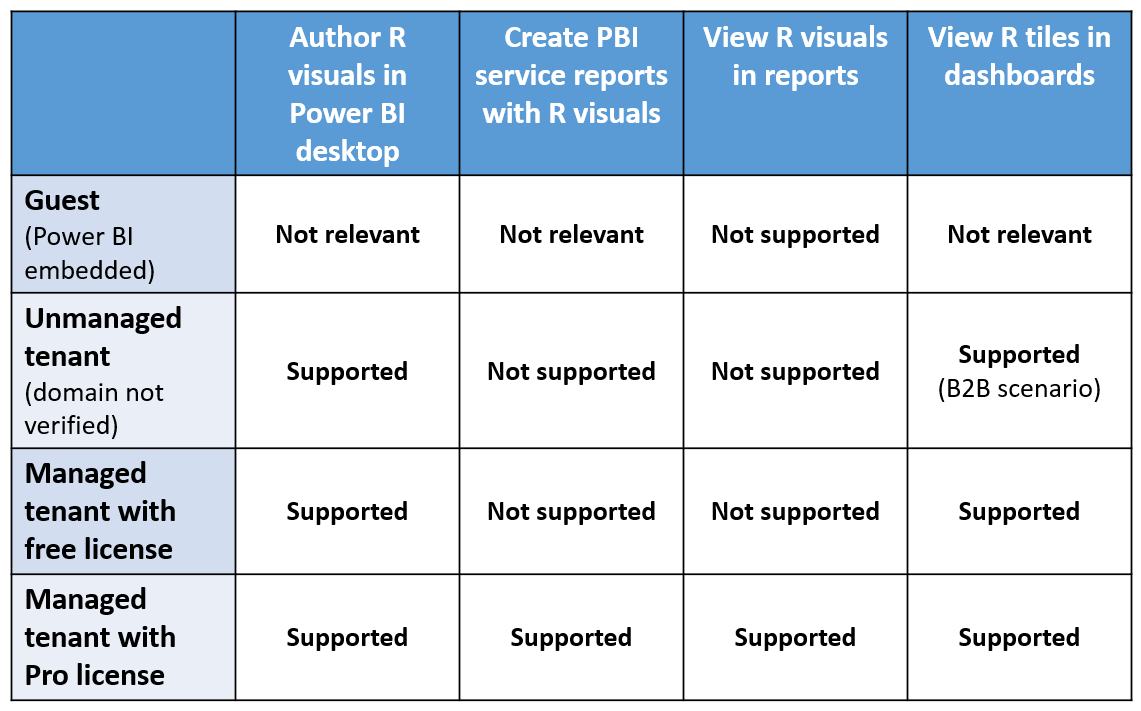 Author R
visuals in
Power BI
desktop
Create PBI
service reports
with R visuals
View R visuals
in reports
View R tiles in
dashboards
Guest
(Power BI
embedded)
Not relevant
Not relevant
Not supported
Not relevant
Unmanaged
tenant
(domain not
verified)
Supported
Not supported
Not supported
Supported
(B2B scenario)
Managed
tenant with
free license
Supported
Not supported
Not supported
Supported
Managed
tenant with
Pro license
Supported
Supported
Supported
Supported